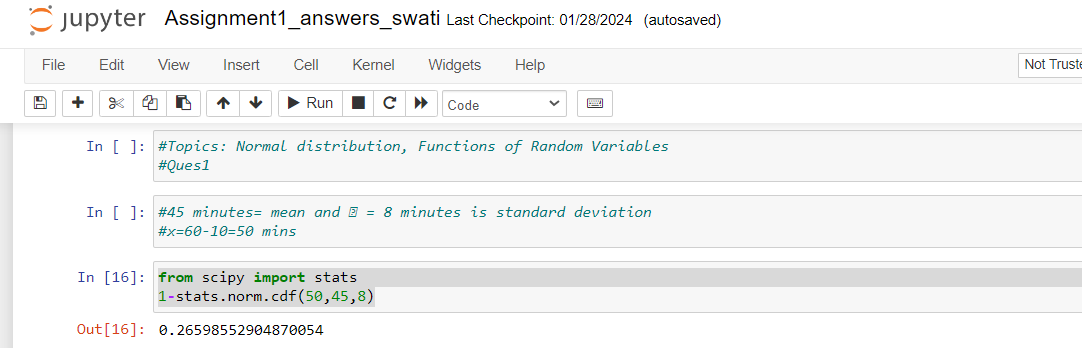 jupyter Assignment1_answers_swati Last Checkpoint: 01/28/2024 (autosaved)
File Edit View Insert Cell Kernel Widgets Help Not Truste
Run Code
In [ ]: #Topics: Normal distribution, Functions of Random Variables
#Ques1
In [ ]: #45 minutes= mean and = 8 minutes is standard deviation
#x=60-10=50 mins
In [16]: from scipy import stats
1-stats.norm.cdf(50,45,8)
Out[16]: 0.26598552904870054